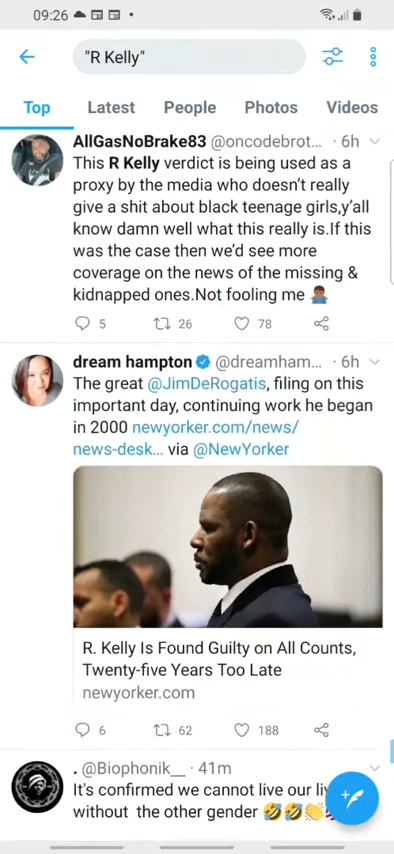 09:26
"R Kelly"
Top Latest People Photos Videos
AllGasNoBrake83 @oncodebrot... · 6h
This R Kelly verdict is being used as a
proxy by the media who doesn't really
give a shit about black teenage girls,y'all
know damn well what this really is.If this
was the case then we'd see more
coverage on the news of the missing &
kidnapped ones.Not fooling me 🤷🏾‍♂️
5 26 78
dream hampton @dreamham... · 6h
The great @JimDeRogatis, filing on this
important day, continuing work he began
in 2000 newyorker.com/news/
news-desk... via @NewYorker
R. Kelly Is Found Guilty on All Counts,
Twenty-five Years Too Late
newyorker.com
6 62 188
. @Biophonik__ · 41m
It's confirmed we cannot live our
without the other gender 🤣🤣👏